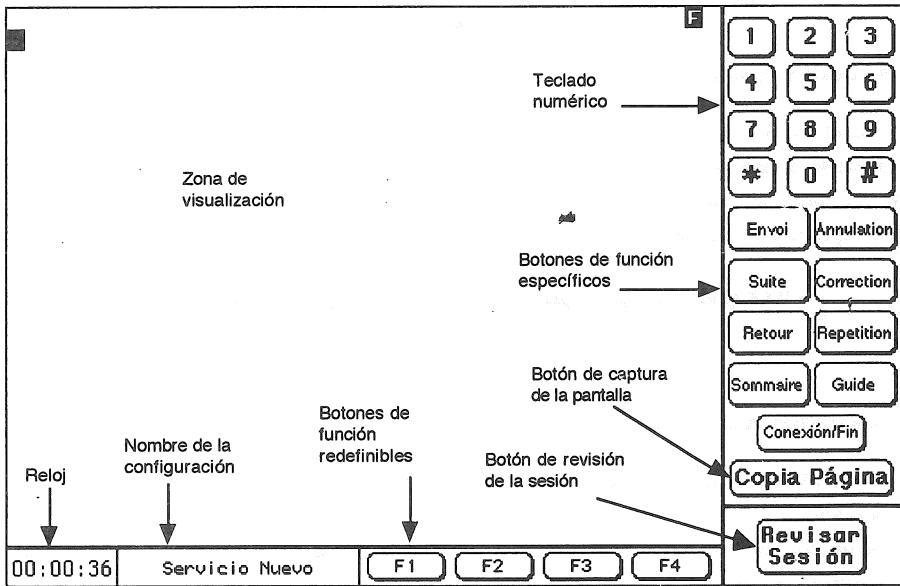 F
1 2 3
Teclado
numérico
4 5 6
7 8 9
* 0 #
Zona de
visualización
Envoi Annulation
Botones de función
específicos
Suite Correction
Retour Repetition
Botón de captura
de la pantalla
Sommaire Guide
Conexión/Fin
Botones de
función
redefinibles
Nombre de la
configuración
Botón de revisión
de la sesión
Reloj
Copia Página
Revisar
Sesión
00:00:36 Servicio Nuevo F1 F2 F3 F4